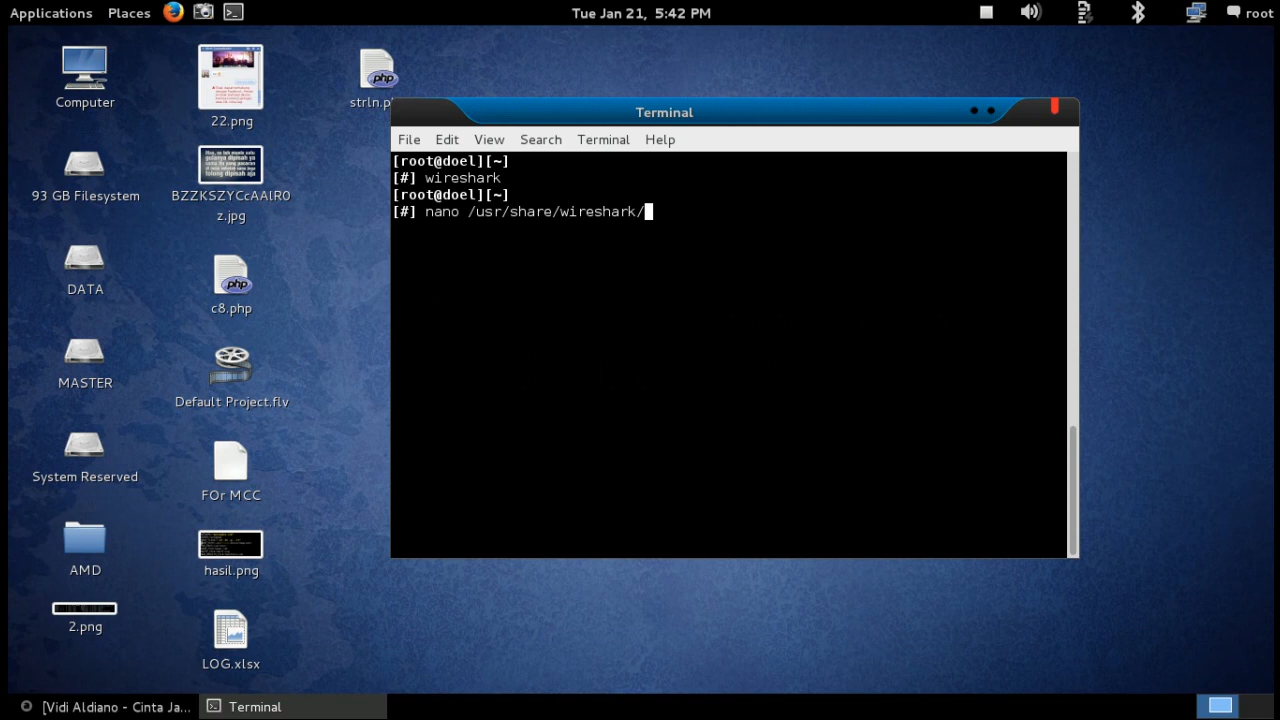 Applications Places Tue Jan 21, 5:42 PM root
Computer
93 GB Filesystem
DATA
MASTER
System Reserved
AMD
2.png
22.png
BZZKSZYCcAAlR0
z.jpg
c8.php
Default Project.flv
FOr MCC
hasil.png
LOG.xlsx
php
strln.p
php
Terminal
File Edit View Search Terminal Help
[root@doel][~]
[#] wireshark
[root@doel][~]
[#] nano /usr/share/wireshark/
[Vidi Aldiano - Cinta Ja... Terminal